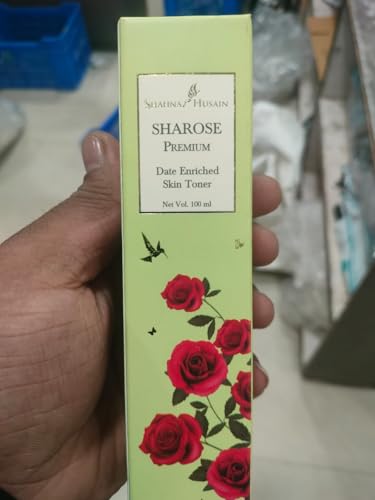 SHAHNAZ HUSAIN
SHAROSE
PREMIUM
Date Enriched
Skin Toner
Net Vol. 100 ml